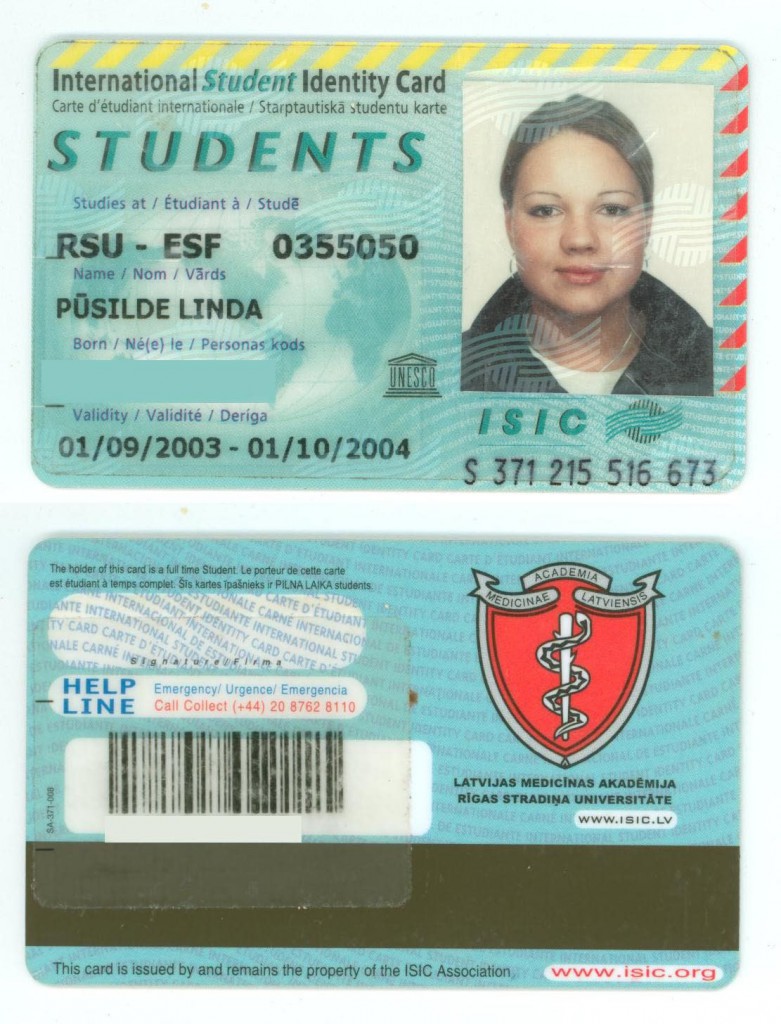 International Student Identity Card
Carte d'étudiant internationale / Starptautiskā studentu karte
STUDENTS
Studies at / Étudiant à / Studē
RSU - ESF 0355050
Name / Nom / Vārds
PŪSILDE LINDA
Born / Né(e) le / Personas kods
UNESCO
Validity / Validité / Derīga
01/09/2003 - 01/10/2004
ISIC
S 371 215 516 673
The holder of this card is a full time Student. Le porteur de cette carte
est étudiant à temps complet. Šīs kartes īpašnieks ir PILNA LAIKA students.
Signature/Firma
HELP LINE
Emergency/ Urgence/ Emergencia
Call Collect (+44) 20 8762 8110
SA-371-008
ACADEMIA
MEDICINAE LATVIENSIS
LATVIJAS MEDICĪNAS AKADĒMIJA
RĪGAS STRADIŅA UNIVERSITĀTE
www.isic.lv
This card is issued by and remains the property of the ISIC Association.
www.isic.org